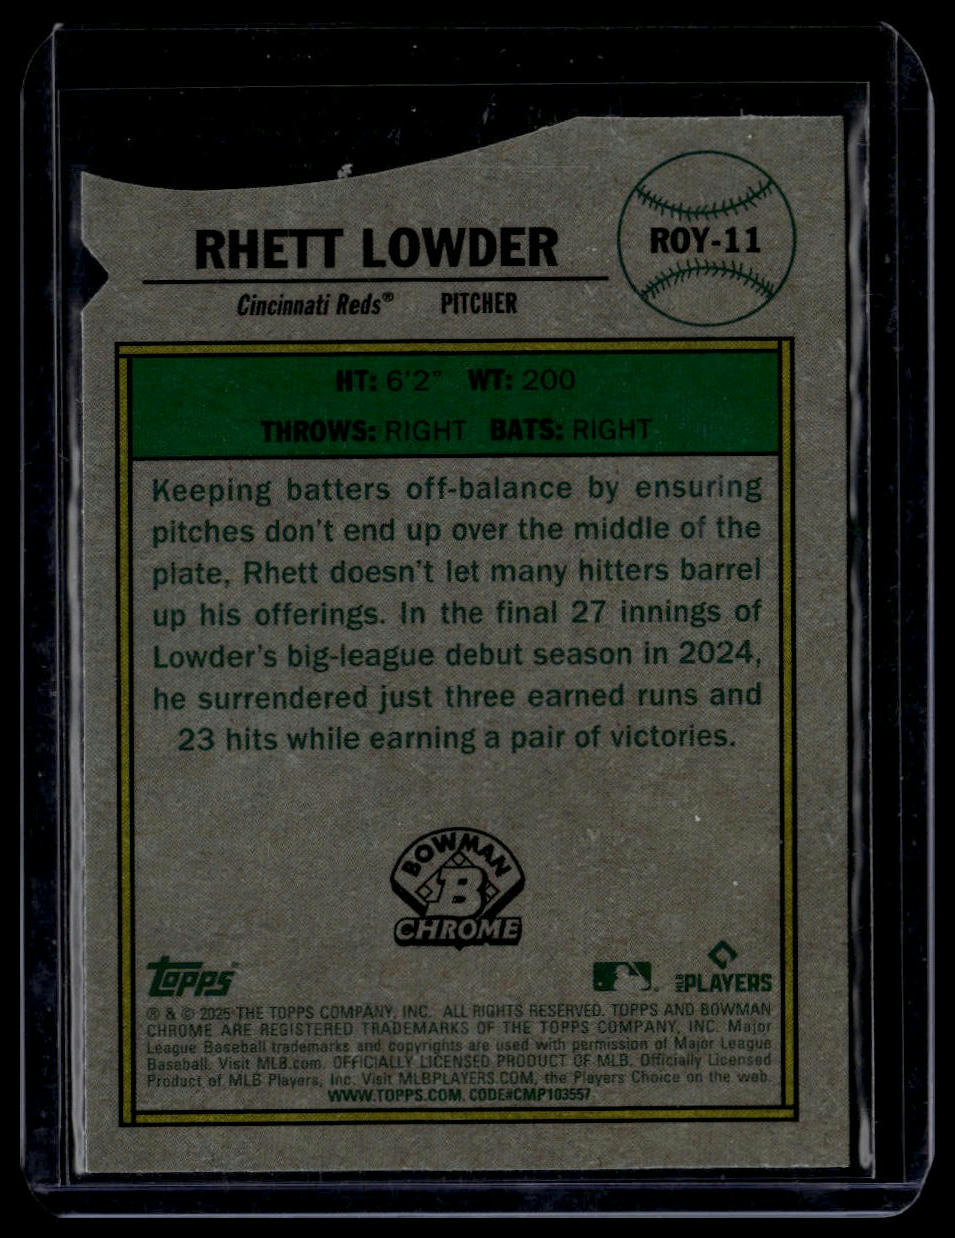 RHETT LOWDER
ROY-11
Cincinnati Reds® PITCHER
HT: 6'2" WT: 200
THROWS: RIGHT BATS: RIGHT
Keeping batters off-balance by ensuring
pitches don't end up over the middle of the
plate, Rhett doesn't let many hitters barrel
up his offerings. In the final 27 innings of
Lowder's big-league debut season in 2024,
he surrendered just three earned runs and
23 hits while earning a pair of victories.
BOWMAN
B
CHROME
TOPPS
MLB PLAYERS
® & © 2025 THE TOPPS COMPANY, INC. ALL RIGHTS RESERVED. TOPPS AND BOWMAN
CHROME ARE REGISTERED TRADEMARKS OF THE TOPPS COMPANY, INC. Major
League Baseball trademarks and copyrights are used with permission of Major League
Baseball. Visit MLB.com. OFFICIALLY LICENSED PRODUCT OF MLB. Officially Licensed
Product of MLB Players, Inc. Visit MLBPLAYERS.COM, the Players Choice on the web.
WWW.TOPPS.COM. CODE#CMP103557